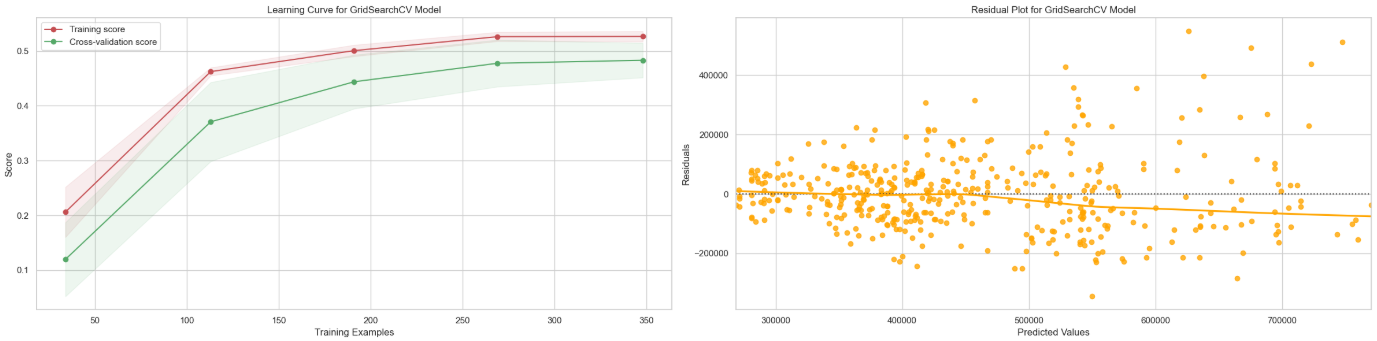 Learning Curve for GridSearchCV Model
Training score
Cross-validation score
0.5
0.4
0.3
0.2
0.1
Score
50
100
150
200
250
300
350
Training Examples
Residual Plot for GridSearchCV Model
400000
200000
0
−200000
Residuals
300000
400000
500000
600000
700000
Predicted Values